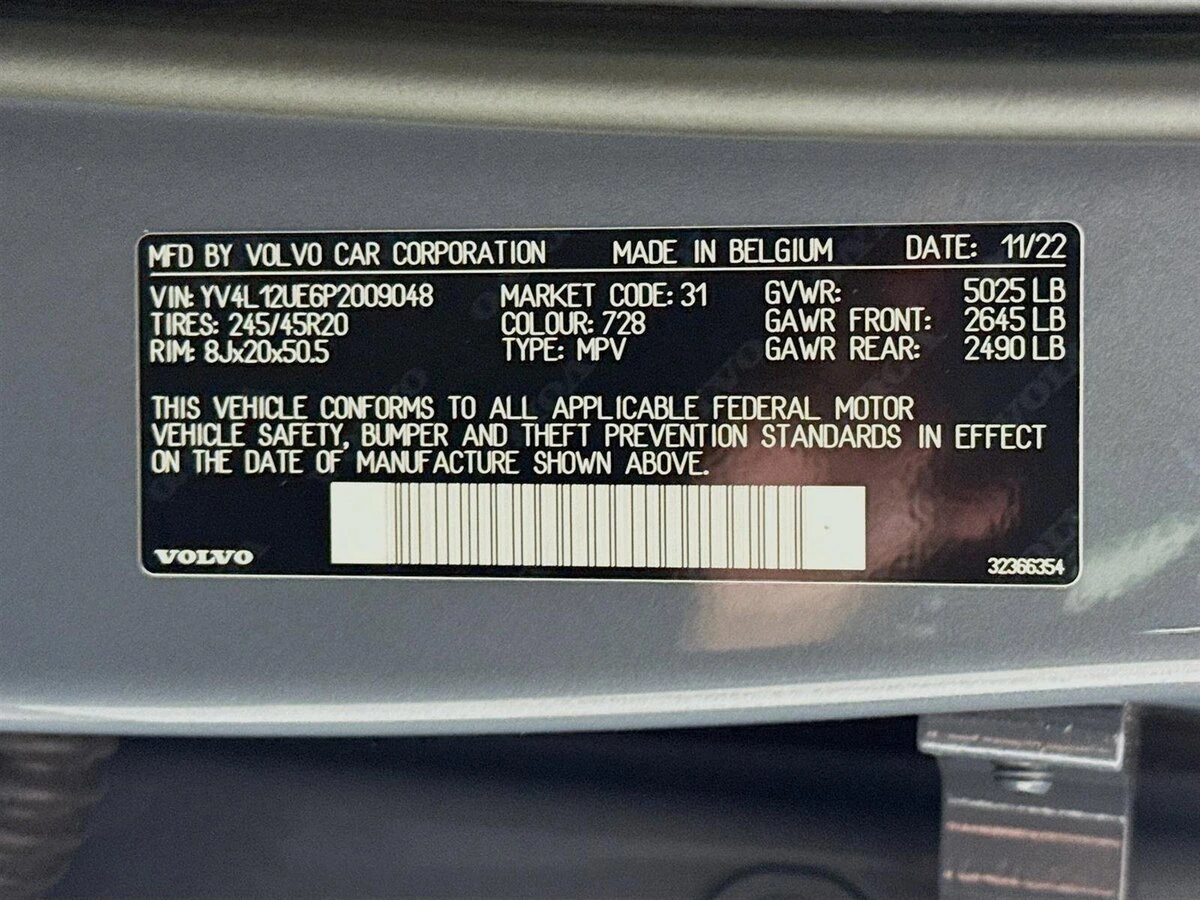 MFD BY VOLVO CAR CORPORATION MADE IN BELGIUM DATE: 11/22
VIN: YV4L12UE6P2009048 MARKET CODE: 31 GVWR: 5025 LB
TIRES: 245/45R20 COLOUR: 728 GAWR FRONT: 2645 LB
RIM: 8Jx20x50.5 TYPE: MPV GAWR REAR: 2490 LB
THIS VEHICLE CONFORMS TO ALL APPLICABLE FEDERAL MOTOR
VEHICLE SAFETY, BUMPER AND THEFT PREVENTION STANDARDS IN EFFECT
ON THE DATE OF MANUFACTURE SHOWN ABOVE.
VOLVO 32366354